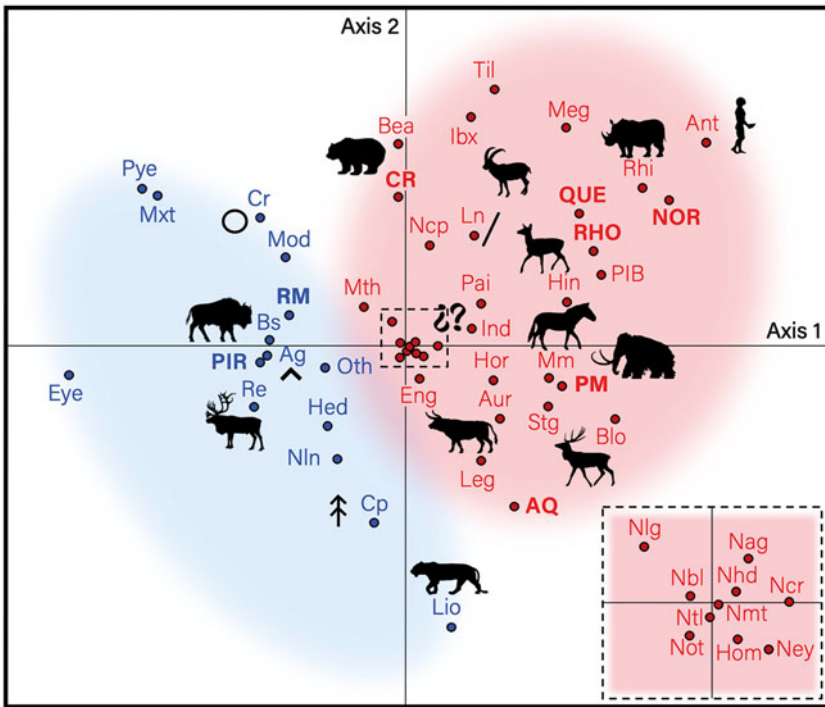 Axis 2
Til
Meg
Ibx
Bea
Ant
Pye
Mxt
CR
Rhi
Cr
QUE
NOR
Ncp
Ln
RHO
Mod
PIB
Mth
RM
Pai
Hin
??
Ind
Axis 1
Bs
PIR
Ag
Oth
Hor
Mm
PM
Eye
Re
Eng
Aur
Stg
Blo
Hed
Nln
Leg
Cp
AQ
Lio
Nlg
Nag
Nbl
Nhd
Ncr
Ntl
Nmt
Not
Hom
Ney